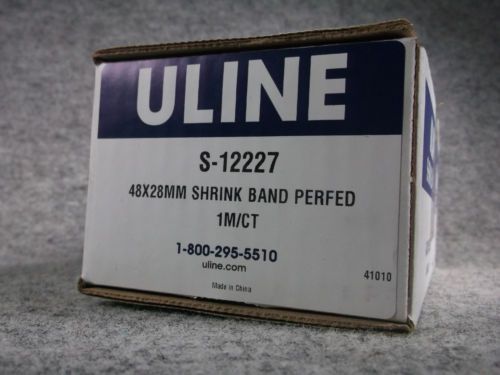 ULINE
S-12227
48X28MM SHRINK BAND PERFED
1M/CT
1-800-295-5510
uline.com
Made in China
41010